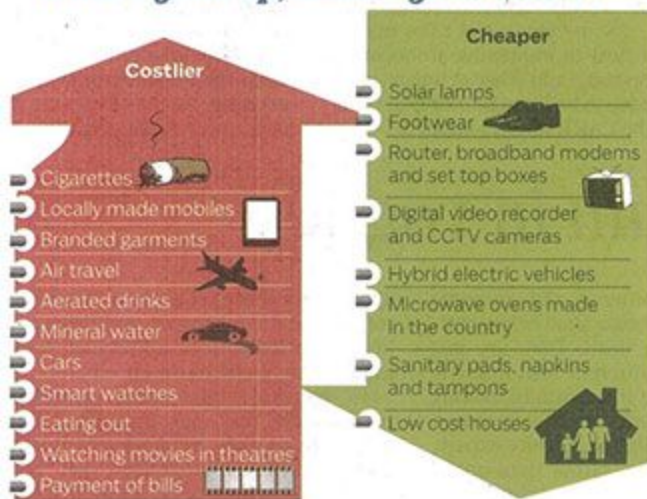 Costlier
Cigarettes
Locally made mobiles
Branded garments
Air travel
Aerated drinks
Mineral water
Cars
Smart watches
Eating out
Watching movies in theatres
Payment of bills
Cheaper
Solar lamps
Footwear
Router, broadband modems
and set top boxes
Digital video recorder
and CCTV cameras
Hybrid electric vehicles
Microwave ovens made
in the country
Sanitary pads, napkins
and tampons
Low cost houses